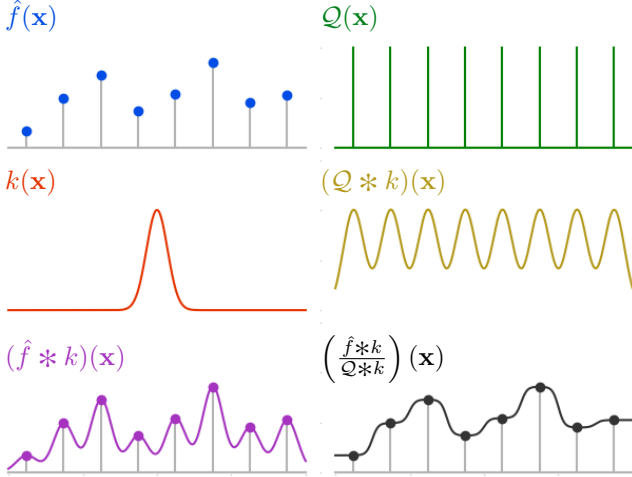 f̂(x)
𝒬(x)
k(x)
(𝒬 ∗ k)(x)
(f̂ ∗ k)(x)
(f̂∗k / 𝒬∗k)(x)